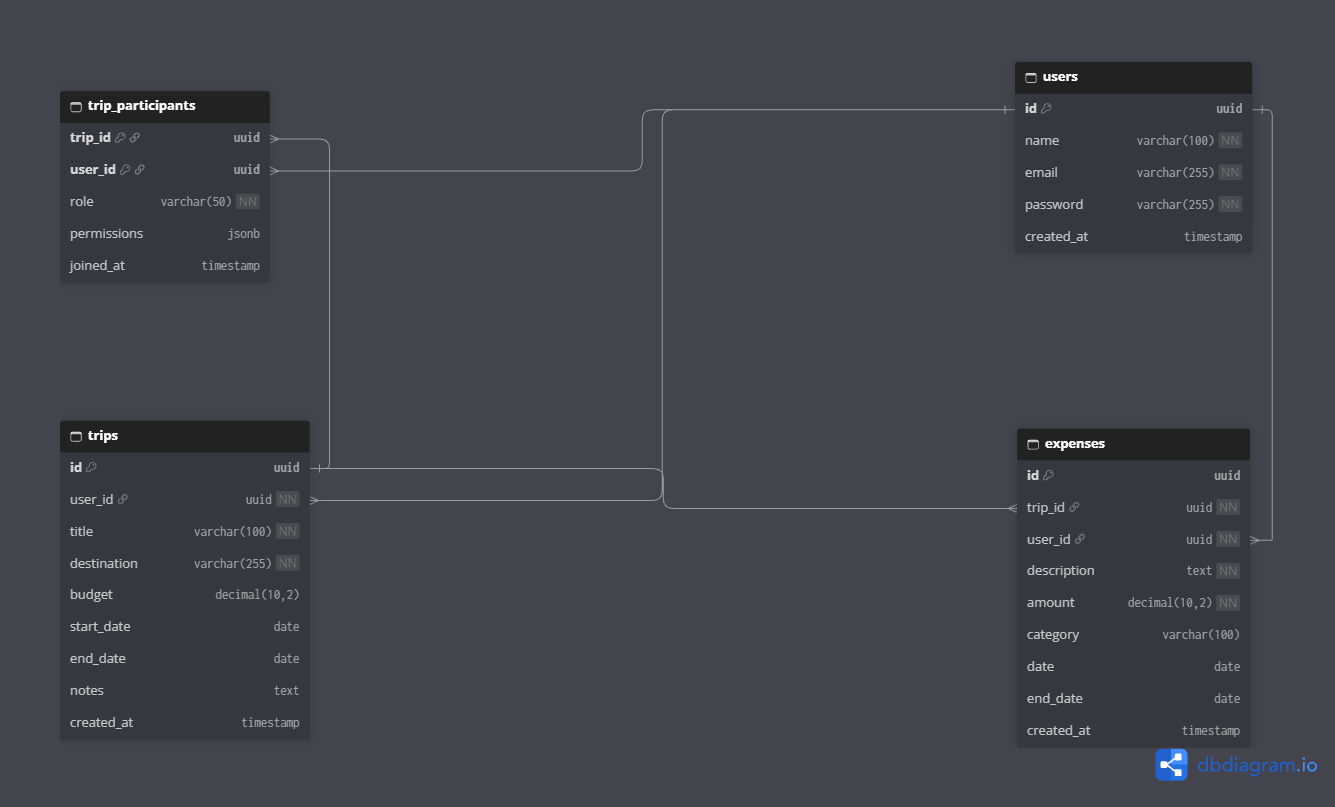 trip_participants
trip_id uuid
user_id uuid
role varchar(50) NN
permissions jsonb
joined_at timestamp
users
id uuid
name varchar(100) NN
email varchar(255) NN
password varchar(255) NN
created_at timestamp
trips
id uuid
user_id uuid NN
title varchar(100) NN
destination varchar(255) NN
budget decimal(10,2)
start_date date
end_date date
notes text
created_at timestamp
expenses
id uuid
trip_id uuid NN
user_id uuid NN
description text NN
amount decimal(10,2) NN
category varchar(100)
date date
end_date date
created_at timestamp
dbdiagram.io